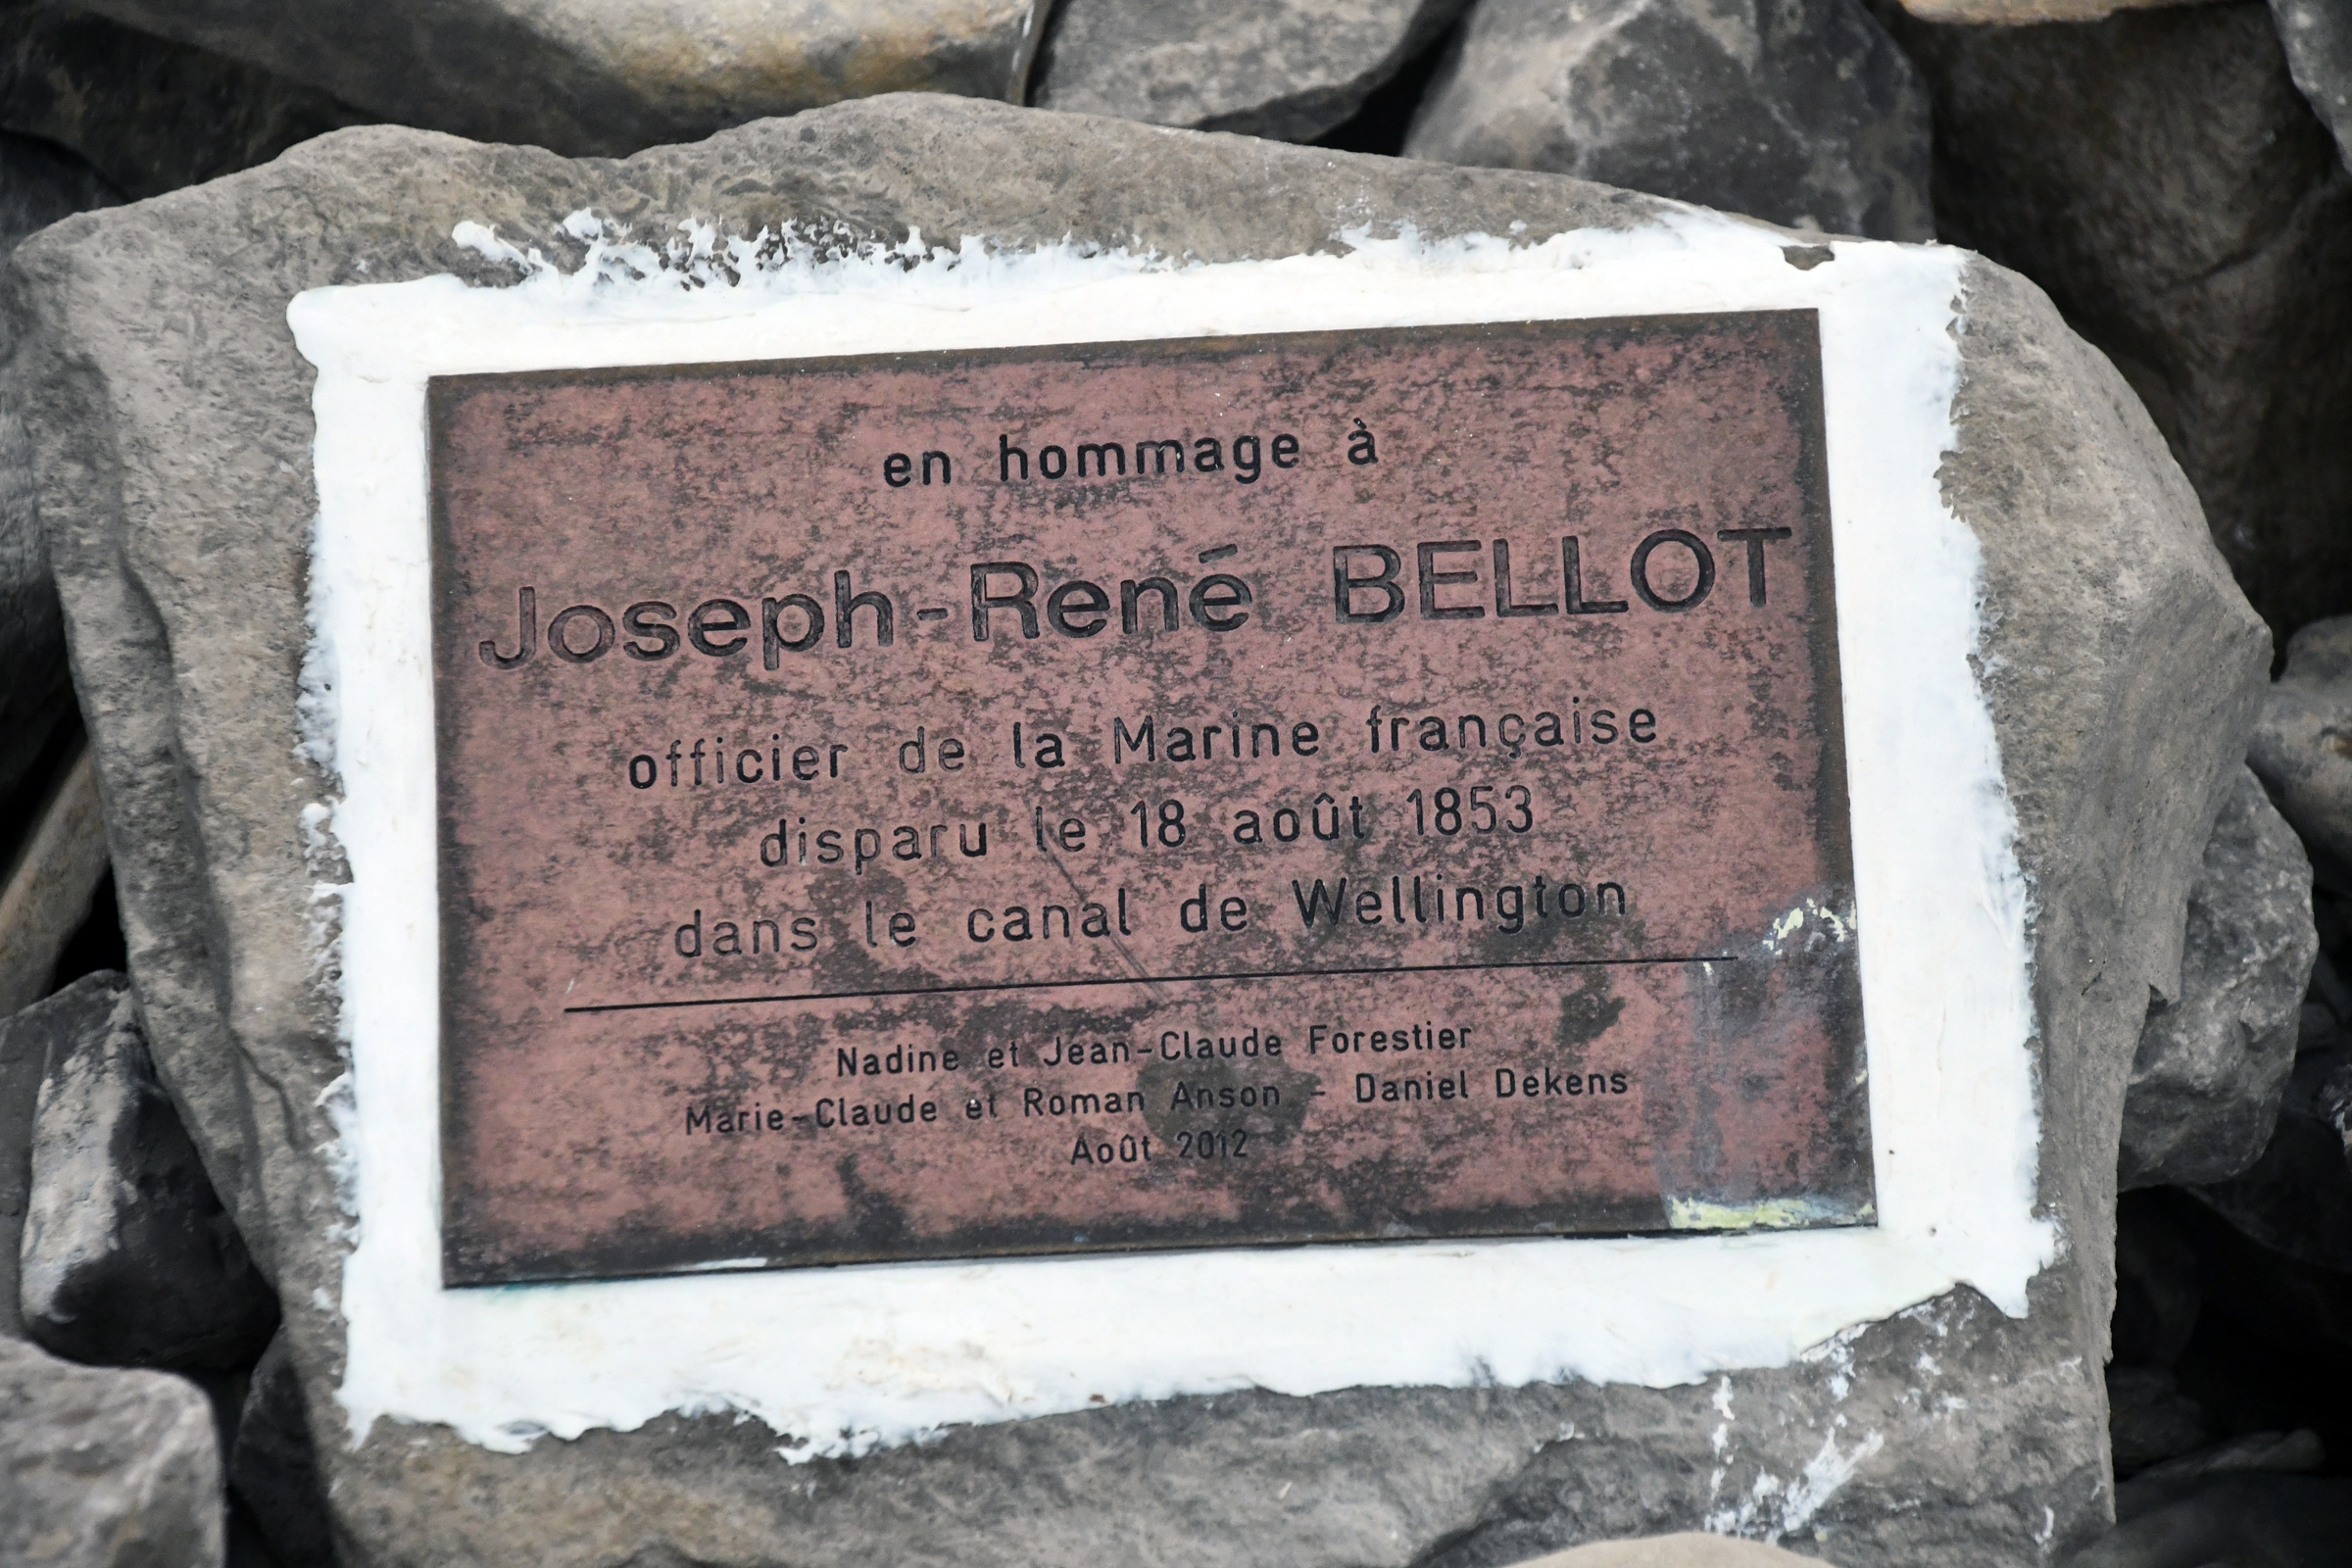 en hommage à
Joseph-René BELLOT
officier de la Marine française
disparu le 18 août 1853
dans le canal de Wellington
Nadine et Jean-Claude Forestier
Marie-Claude et Roman Anson - Daniel Dekens
Août 2012